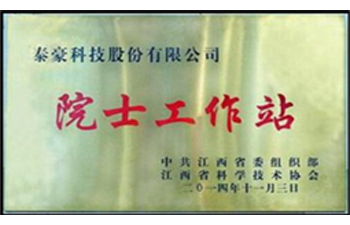 泰豪科技股份有限公司
院士工作站
中共江西省委组织部
江西省科学技术协会
二〇一四年十一月三日